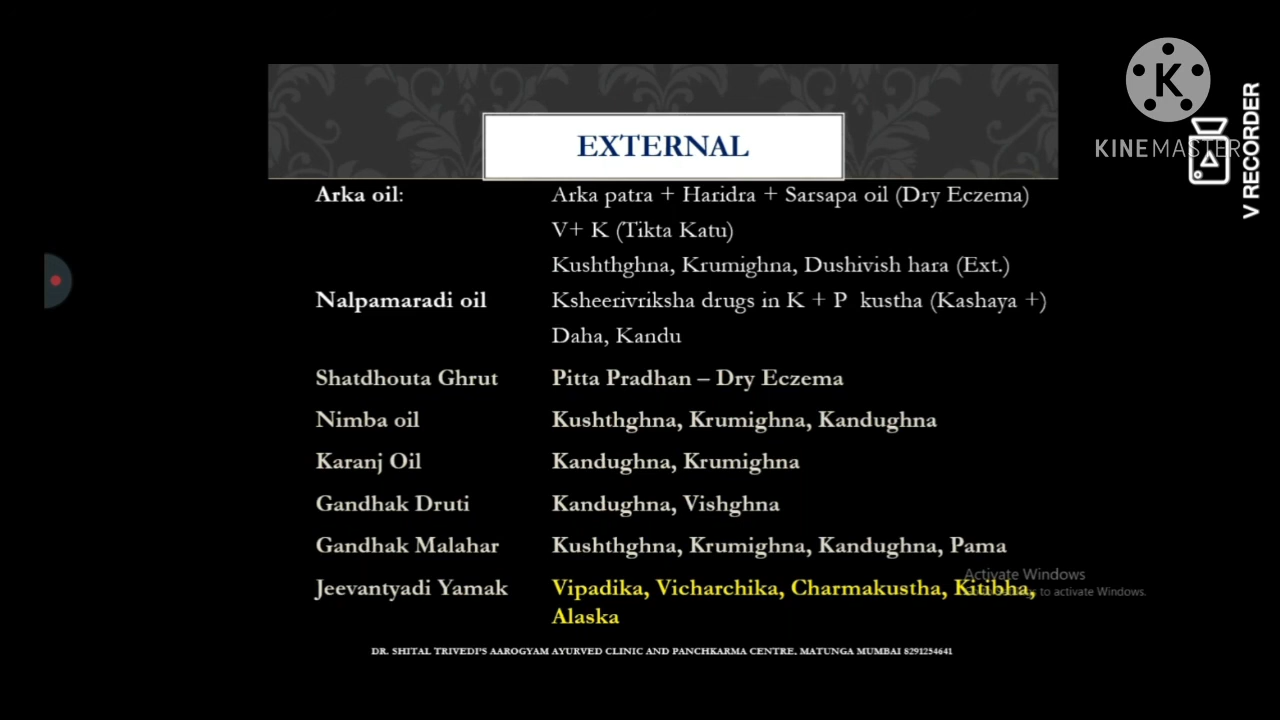 EXTERNAL
Arka oil: Arka patra + Haridra + Sarsapa oil (Dry Eczema)
V+ K (Tikta Katu)
Kushthghna, Krumighna, Dushivish hara (Ext.)
Nalpamaradi oil Ksheerivriksha drugs in K + P kustha (Kashaya +)
Daha, Kandu
Shatdhouta Ghrut Pitta Pradhan – Dry Eczema
Nimba oil Kushthghna, Krumighna, Kandughna
Karanj Oil Kandughna, Krumighna
Gandhak Druti Kandughna, Vishghna
Gandhak Malahar Kushthghna, Krumighna, Kandughna, Pama
Jeevantyadi Yamak Vipadika, Vicharchika, Charmakustha, Kitibha,
Alaska
DR. SHITAL TRIVEDI'S AAROGYAM AYURVED CLINIC AND PANCHKARMA CENTRE, MATUNGA MUMBAI 8291254641
Activate Windows
to activate Windows.
K
KINEMASTER
V RECORDER